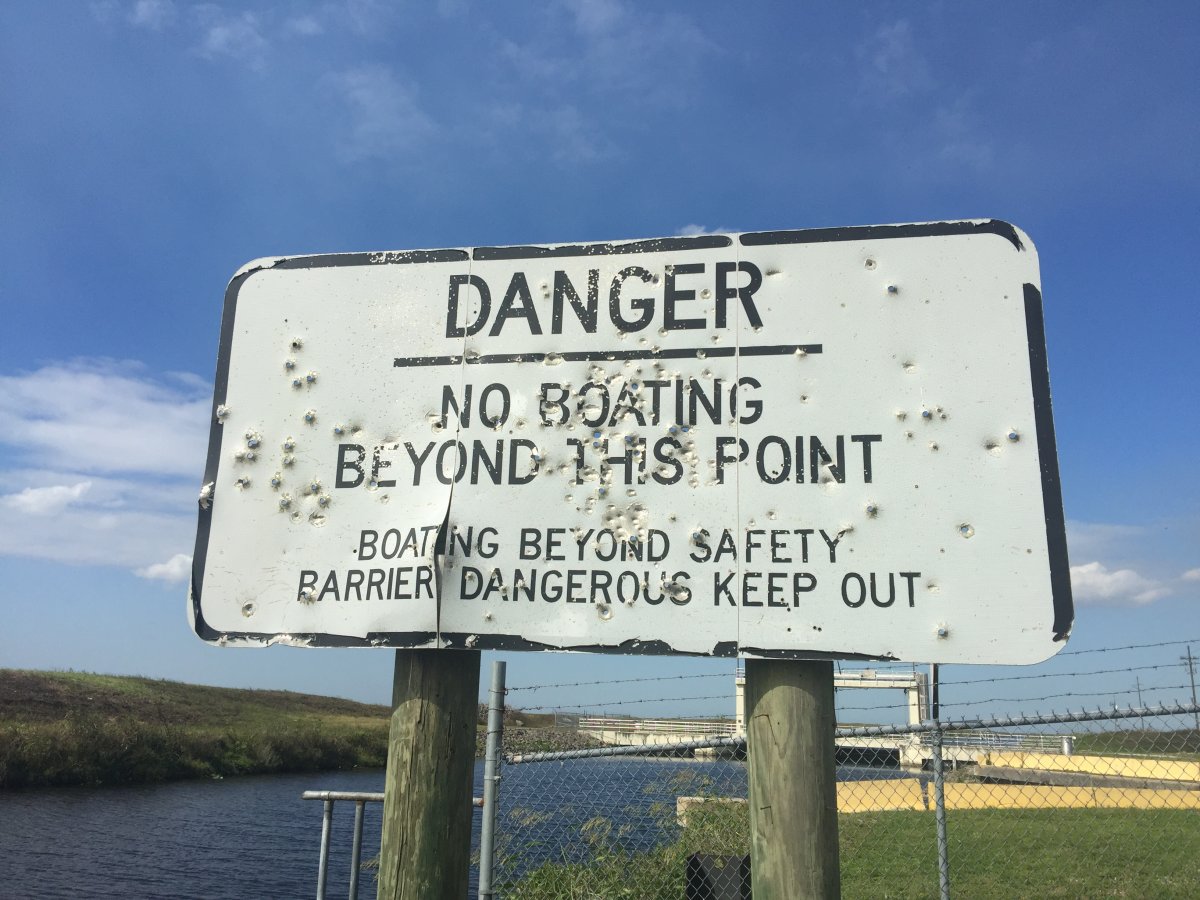 DANGER
NO BOATING
BEYOND THIS POINT
BOATING BEYOND SAFETY
BARRIER DANGEROUS KEEP OUT